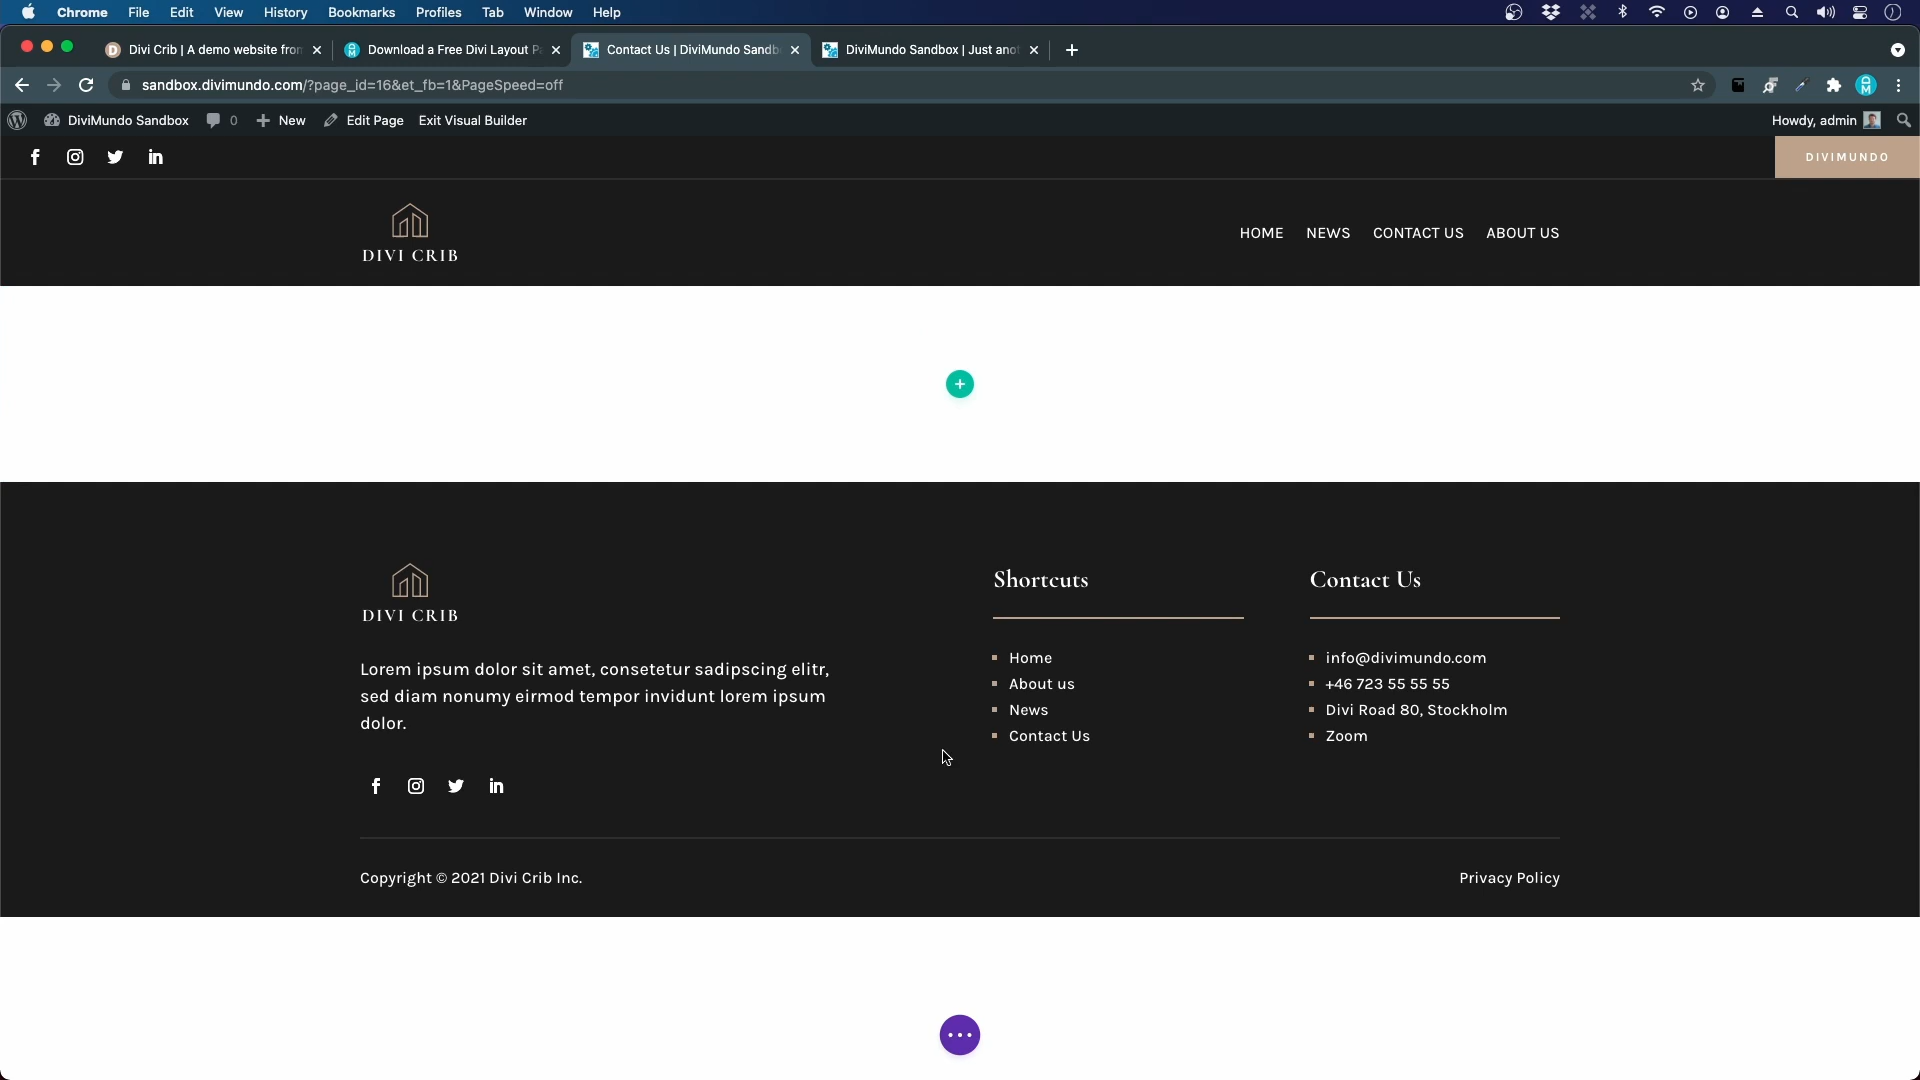 Chrome File Edit View History Bookmarks Profiles Tab Window Help
Divi Crib | A demo website from
Download a Free Divi Layout P
Contact Us | DiviMundo Sandb
DiviMundo Sandbox | Just anot
sandbox.divimundo.com/?page_id=16&et_fb=1&PageSpeed=off
DiviMundo Sandbox 0 New Edit Page Exit Visual Builder Howdy, admin
DIVIMUNDO
DIVI CRIB
HOME NEWS CONTACT US ABOUT US
DIVI CRIB
Lorem ipsum dolor sit amet, consetetur sadipscing elitr,
sed diam nonumy eirmod tempor invidunt lorem ipsum
dolor.
Shortcuts
Home
About us
News
Contact Us
Contact Us
info@divimundo.com
+46 723 55 55 55
Divi Road 80, Stockholm
Zoom
Copyright © 2021 Divi Crib Inc.
Privacy Policy